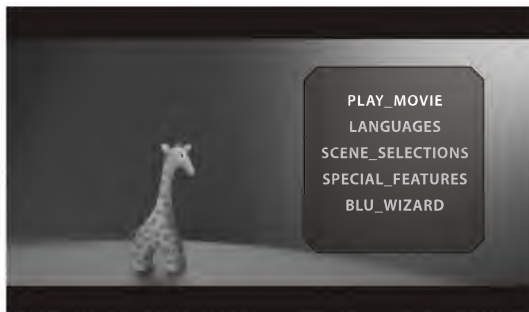 PLAY_MOVIE
LANGUAGES
SCENE_SELECTIONS
SPECIAL_FEATURES
BLU_WIZARD